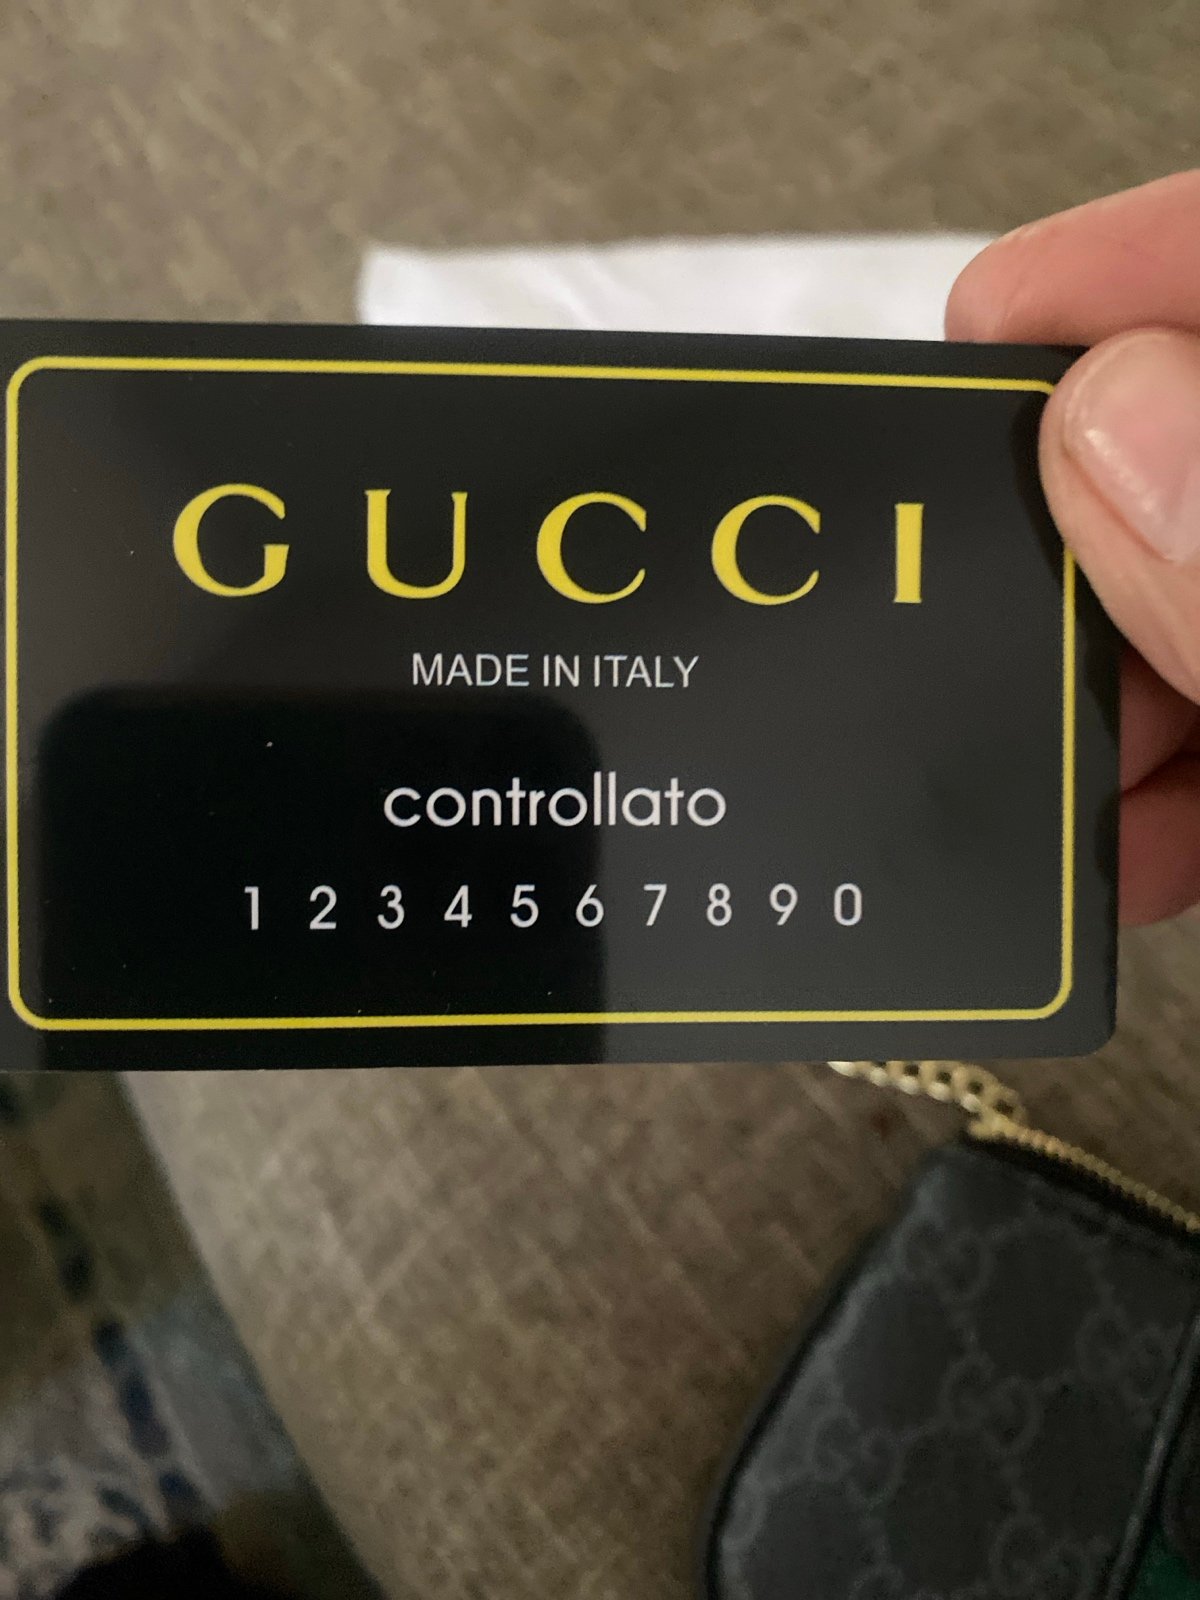 GUCCI
MADE IN ITALY
controllato
1 2 3 4 5 6 7 8 9 0